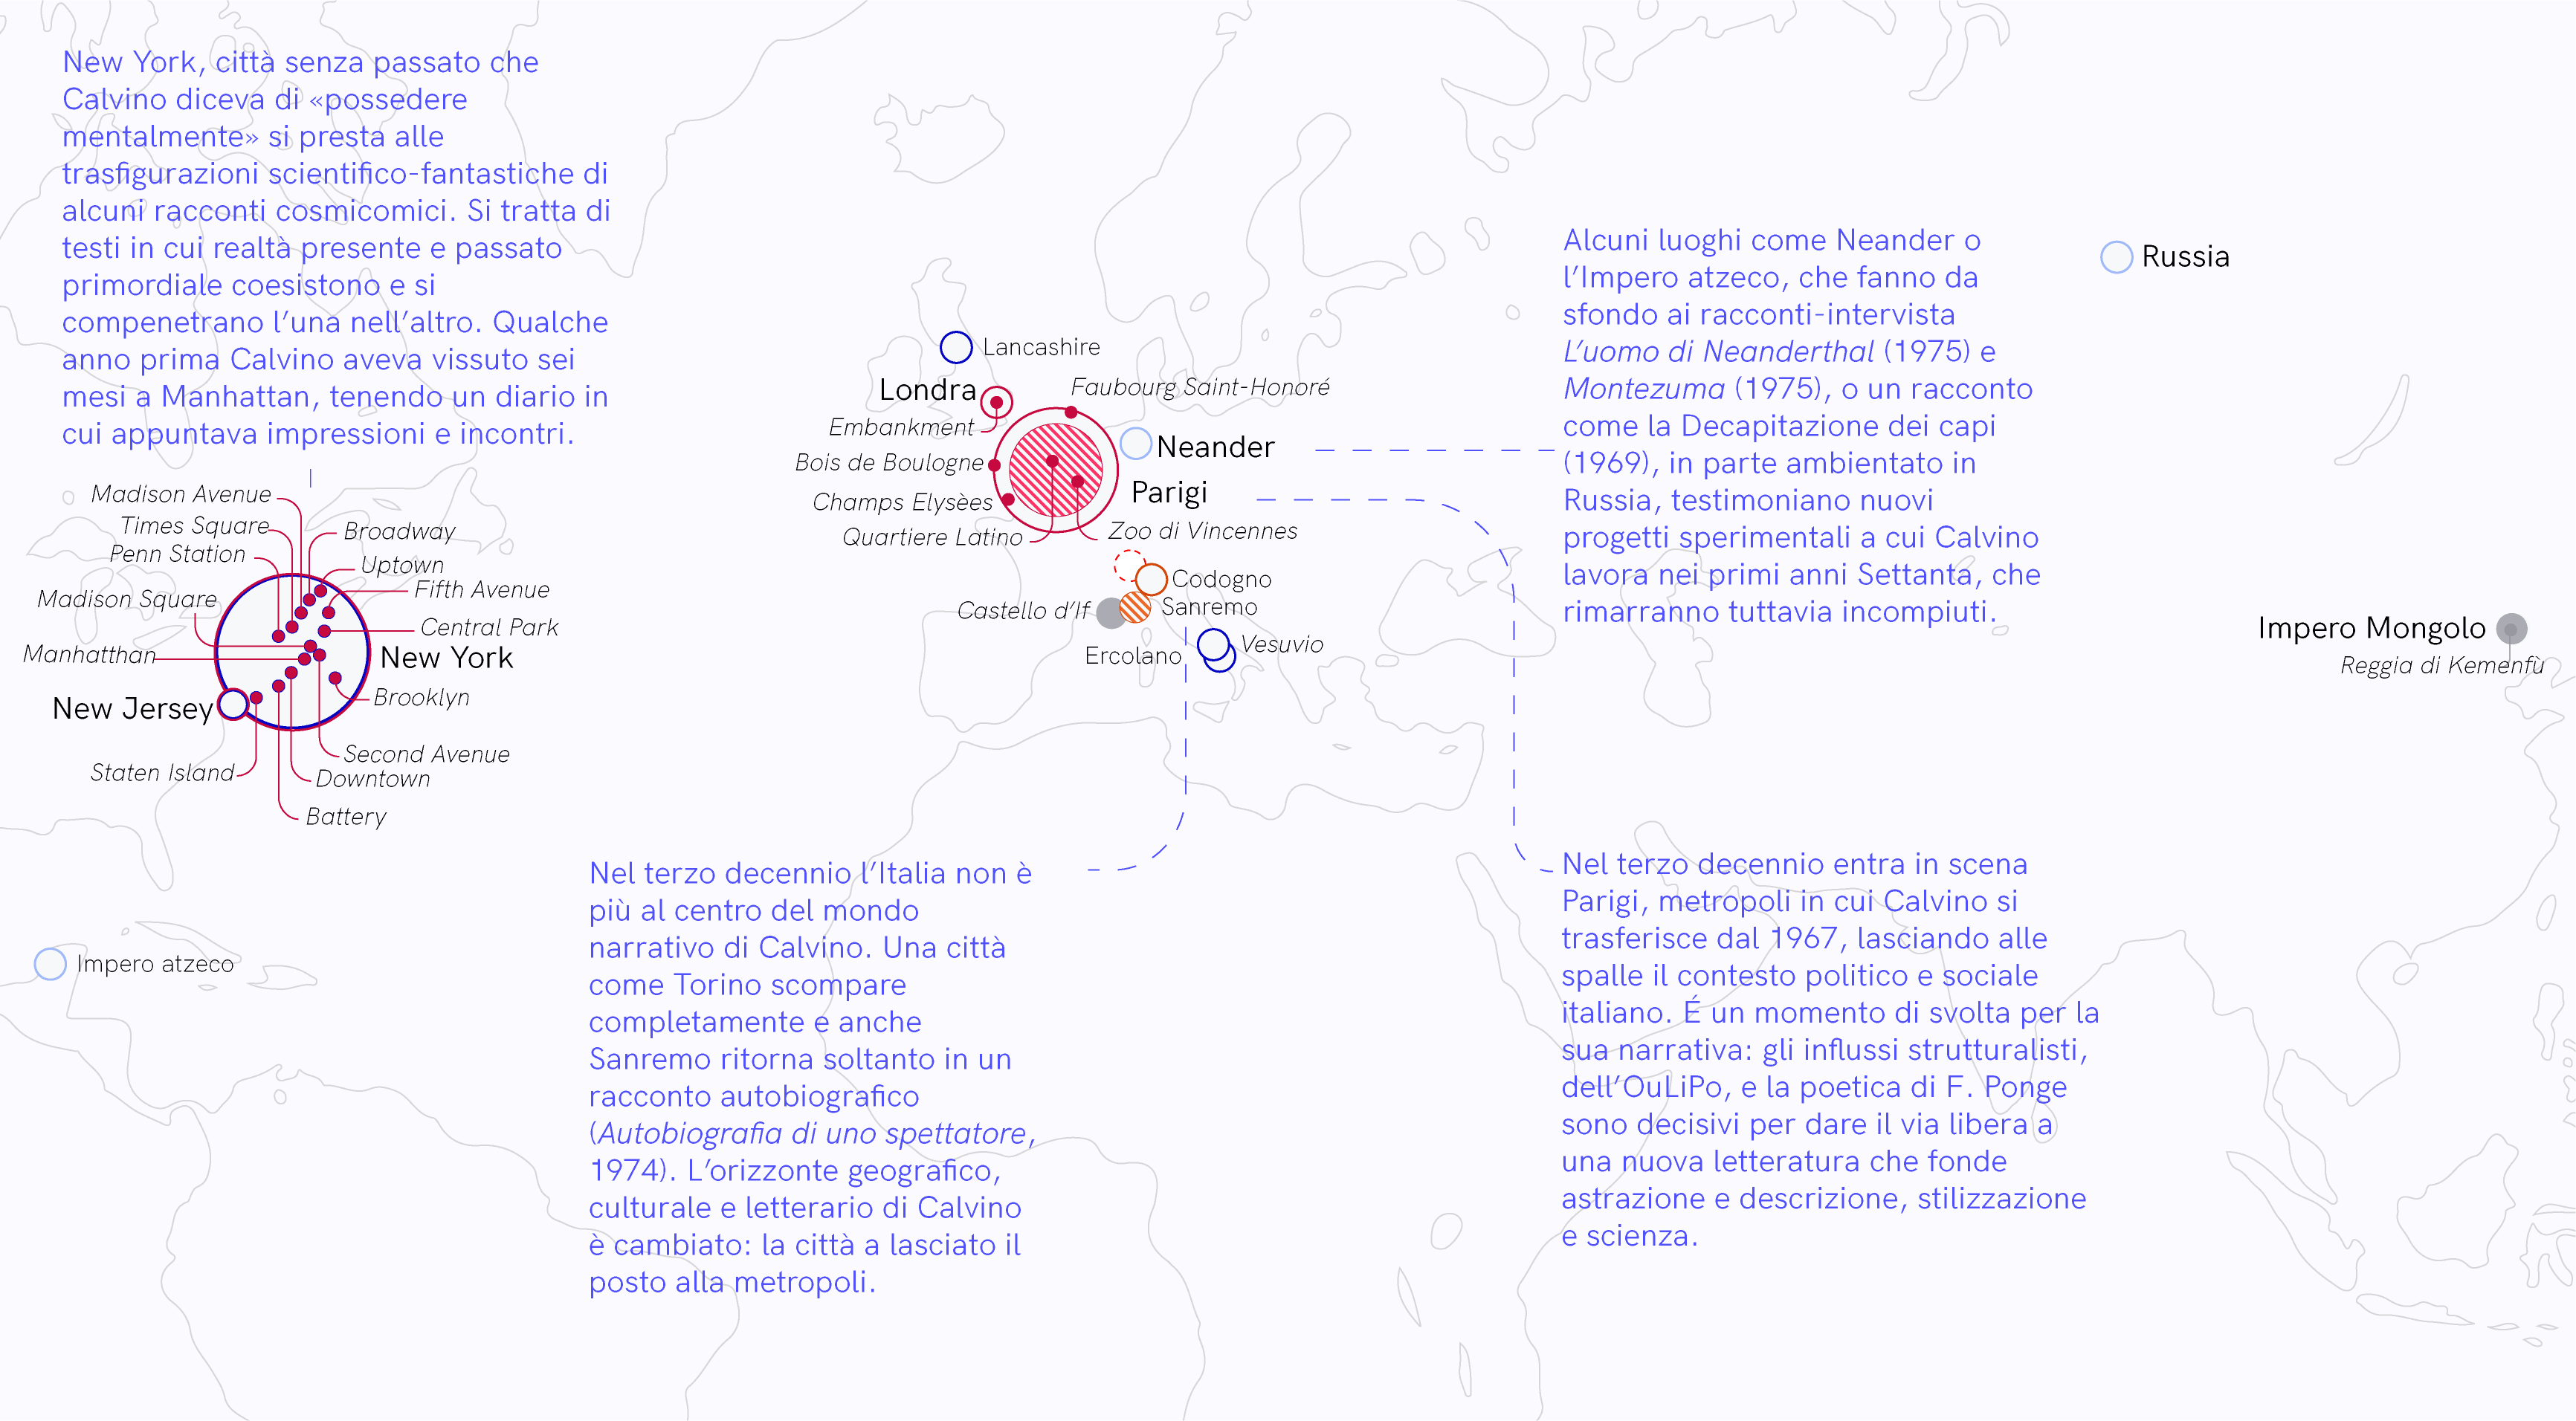 New York, città senza passato che
Calvino diceva di «possedere
mentalmente» si presta alle
trasfigurazioni scientifico-fantastiche di
alcuni racconti cosmicomici. Si tratta di
testi in cui realtà presente e passato
primordiale coesistono e si
compenetrano l’una nell’altro. Qualche
anno prima Calvino aveva vissuto sei
mesi a Manhattan, tenendo un diario in
cui appuntava impressioni e incontri.
Madison Avenue
Times Square
Broadway
Penn Station
Uptown
Fifth Avenue
Madison Square
Central Park
Manhatthan
New York
Brooklyn
New Jersey
Second Avenue
Staten Island
Downtown
Battery
Impero atzeco
Lancashire
Londra
Faubourg Saint-Honoré
Embankment
Neander
Bois de Boulogne
Parigi
Champs Elysèes
Zoo di Vincennes
Quartiere Latino
Codogno
Castello d’If
Sanremo
Vesuvio
Ercolano
Alcuni luoghi come Neander o
l’Impero atzeco, che fanno da
sfondo ai racconti-intervista
L’uomo di Neanderthal (1975) e
Montezuma (1975), o un racconto
come la Decapitazione dei capi
(1969), in parte ambientato in
Russia, testimoniano nuovi
progetti sperimentali a cui Calvino
lavora nei primi anni Settanta, che
rimarranno tuttavia incompiuti.
Russia
Impero Mongolo
Reggia di Kemenfù
Nel terzo decennio l’Italia non è
più al centro del mondo
narrativo di Calvino. Una città
come Torino scompare
completamente e anche
Sanremo ritorna soltanto in un
racconto autobiografico
(Autobiografia di uno spettatore,
1974). L’orizzonte geografico,
culturale e letterario di Calvino
è cambiato: la città a lasciato il
posto alla metropoli.
Nel terzo decennio entra in scena
Parigi, metropoli in cui Calvino si
trasferisce dal 1967, lasciando alle
spalle il contesto politico e sociale
italiano. É un momento di svolta per la
sua narrativa: gli influssi strutturalisti,
dell’OuLiPo, e la poetica di F. Ponge
sono decisivi per dare il via libera a
una nuova letteratura che fonde
astrazione e descrizione, stilizzazione
e scienza.